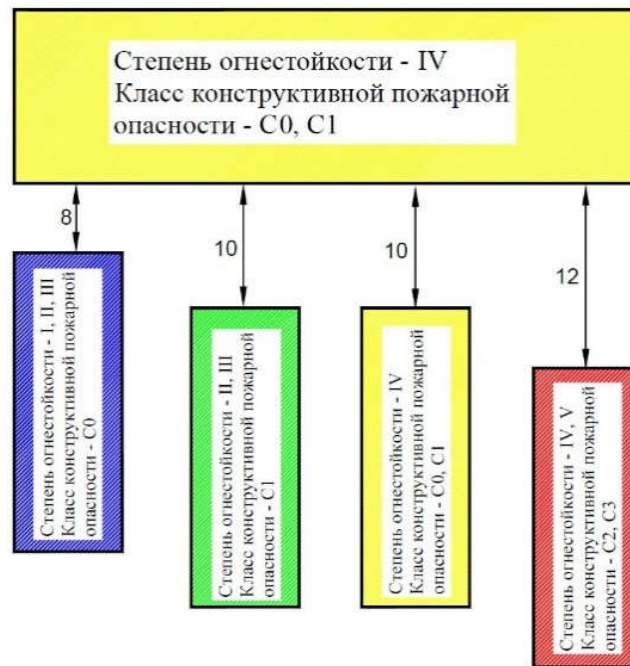 Степень огнестойкости - IV
Класс конструктивной пожарной
опасности - С0, С1
8
10
10
12
Степень огнестойкости - I, II, III
Класс конструктивной пожарной
опасности - С0
Степень огнестойкости - II, III
Класс конструктивной пожарной
опасности - С1
Степень огнестойкости - IV
Класс конструктивной пожарной
опасности - С0, С1
Степень огнестойкости - IV, V
Класс конструктивной пожарной
опасности - С2, С3